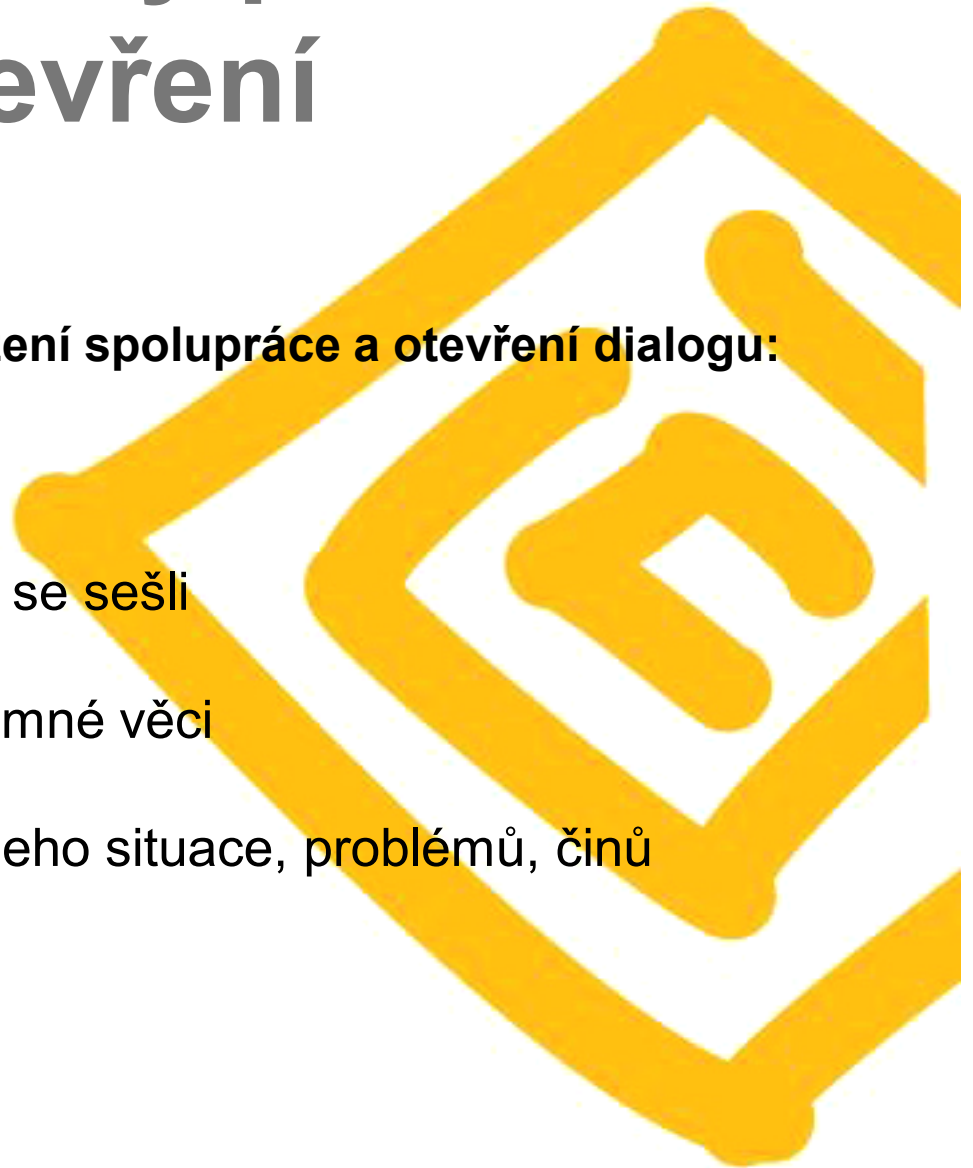 evření
ení spolupráce a otevření dialogu:
se sešli
mné věci
eho situace, problémů, činů